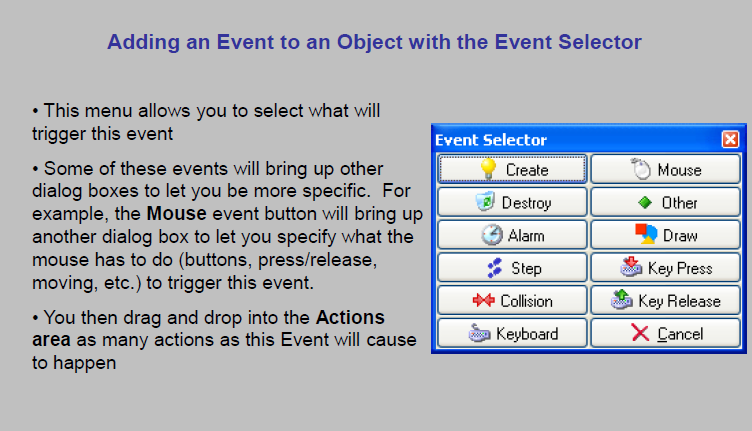 Adding an Event to an Object with the Event Selector
• This menu allows you to select what will
trigger this event
• Some of these events will bring up other
dialog boxes to let you be more specific.  For
example, the Mouse event button will bring up
another dialog box to let you specify what the
mouse has to do (buttons, press/release,
moving, etc.) to trigger this event.
• You then drag and drop into the Actions
area as many actions as this Event will cause
to happen
Event Selector
Create
Mouse
Destroy
Other
Alarm
Draw
Step
Key Press
Collision
Key Release
Keyboard
Cancel